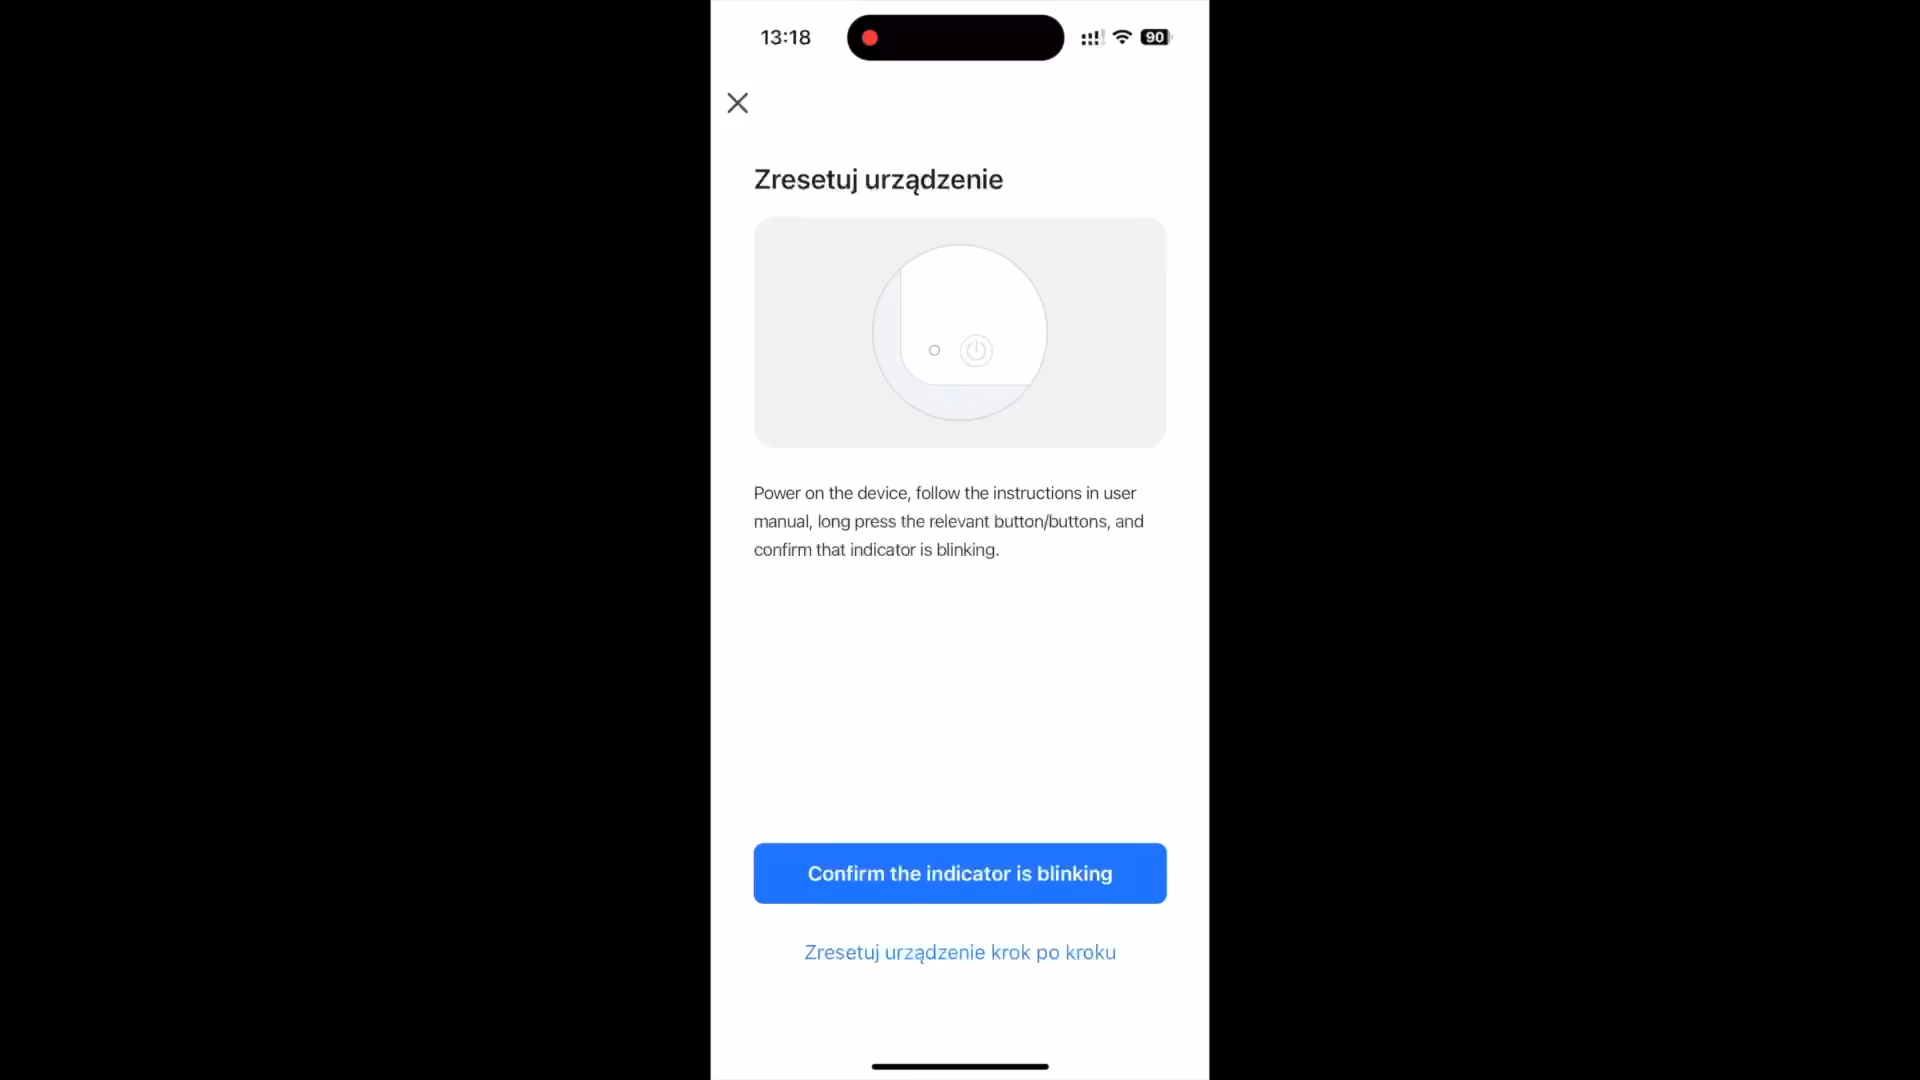 13:18
90
Zresetuj urządzenie
Power on the device, follow the instructions in user
manual, long press the relevant button/buttons, and
confirm that indicator is blinking.
Confirm the indicator is blinking
Zresetuj urządzenie krok po kroku